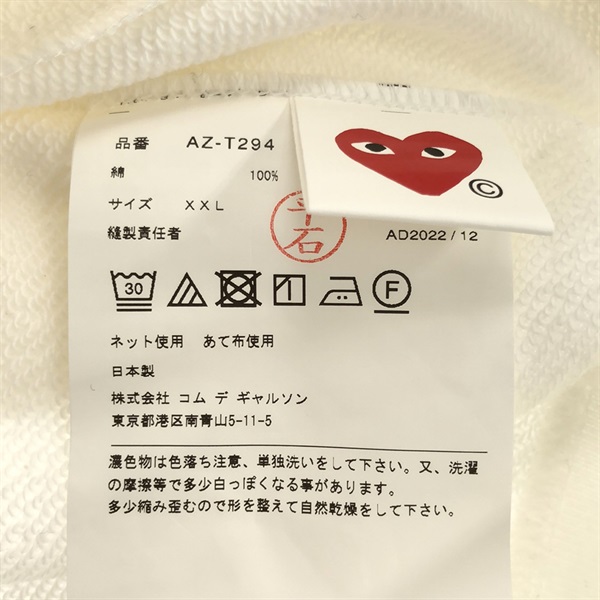 品番 AZ-T294
綿 100%
サイズ XXL
縫製責任者
石
©
AD2022 / 12
30
1
F
ネット使用 あて布使用
日本製
株式会社 コム デ ギャルソン
東京都港区南青山5-11-5
濃色物は色落ち注意、単独洗いをして下さい。又、洗濯
の摩擦等で多少白っぽくなる事があります。
多少縮み歪むので形を整えて自然乾燥をして下さい。